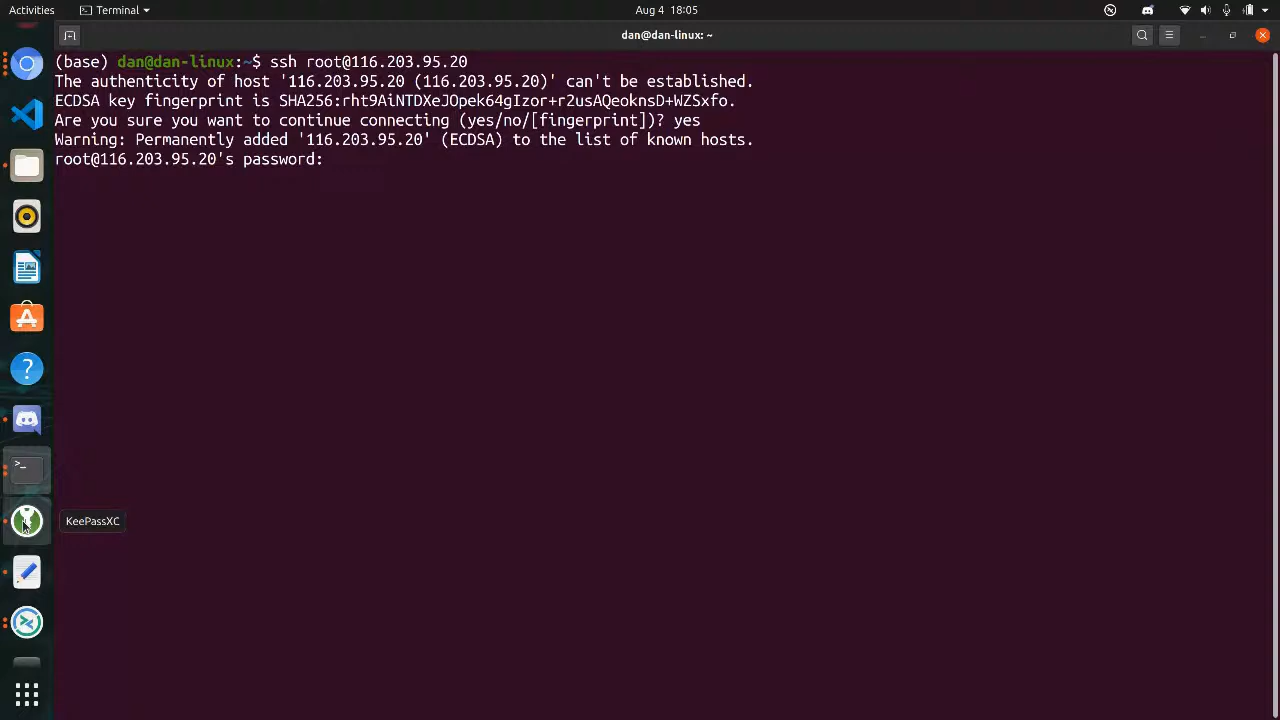 Activities
Terminal
Aug 4 18:05
dan@dan-linux: ~
(base) dan@dan-linux:~$ ssh root@116.203.95.20
The authenticity of host '116.203.95.20 (116.203.95.20)' can't be established.
ECDSA key fingerprint is SHA256:rht9AiNTDXeJOpek64gIzor+r2usAQeoknsD+WZSxfo.
Are you sure you want to continue connecting (yes/no/[fingerprint])? yes
Warning: Permanently added '116.203.95.20' (ECDSA) to the list of known hosts.
root@116.203.95.20's password:
KeePassXC